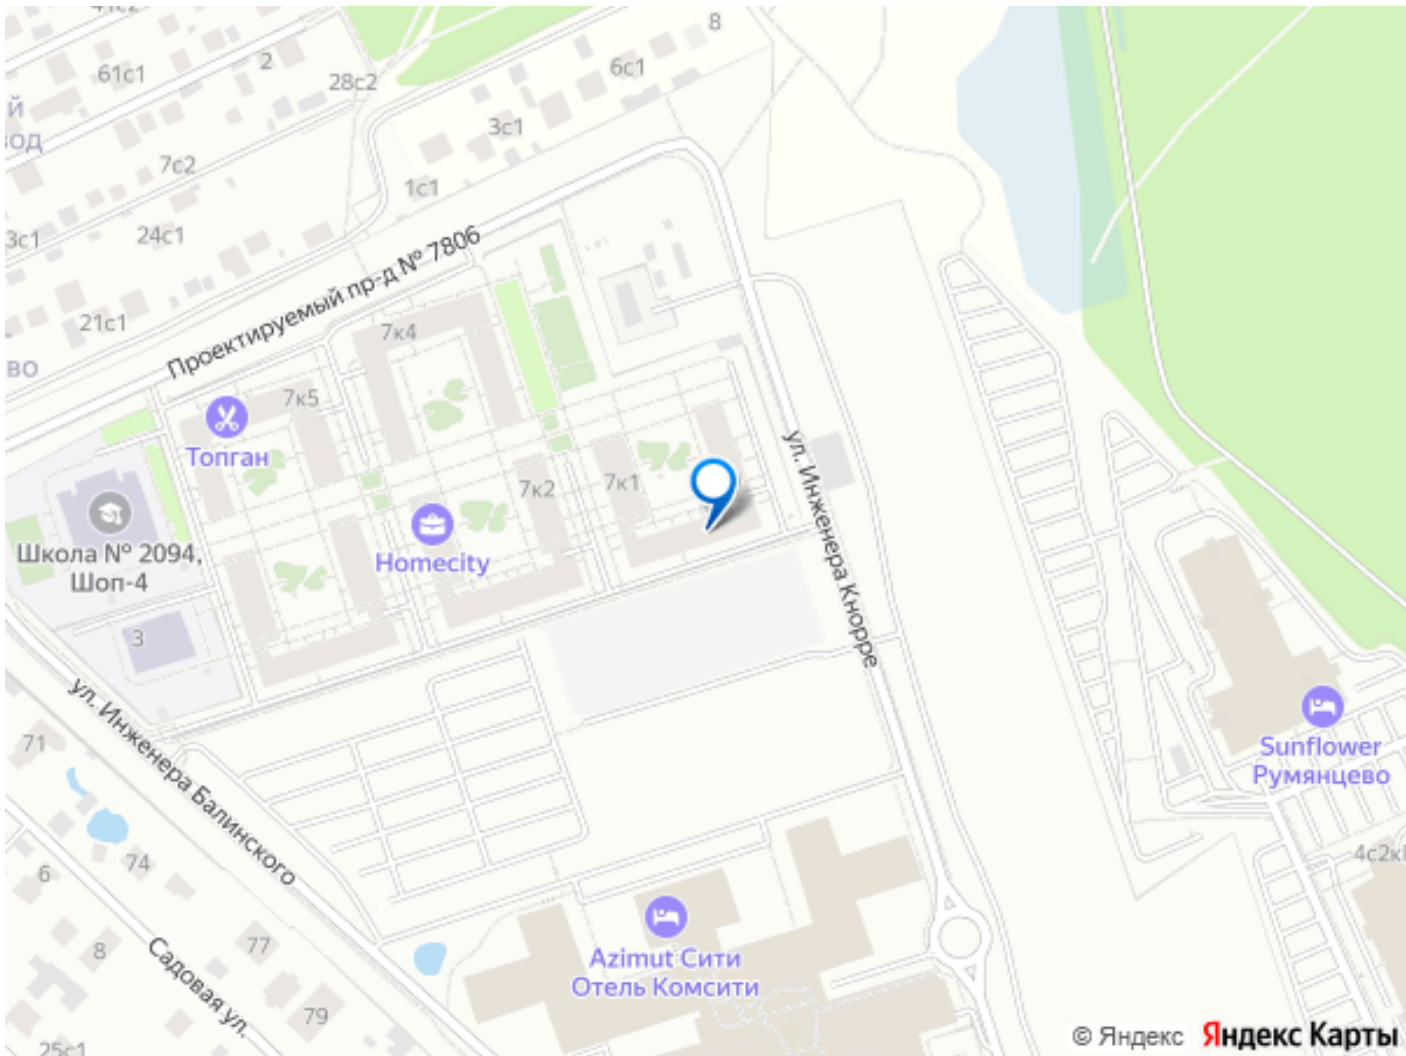 41с2
8
2
61с1
28с2
6с1
й
вод
3с1
7с2
1с1
3с1
24с1
Проектируемый пр-д № 7806
21с1
7к4
во
7к5
Топган
ул. Инженера Кнорре
7к2
7к1
Школа № 2094,
Шоп-4
Homecity
3
ул. Инженера Балинского
71
Sunflower
Румянцево
74
6
4с2к
Садовая ул.
77
8
Azimut Сити
Отель Комсити
79
25с1
© Яндекс Яндекс Карты